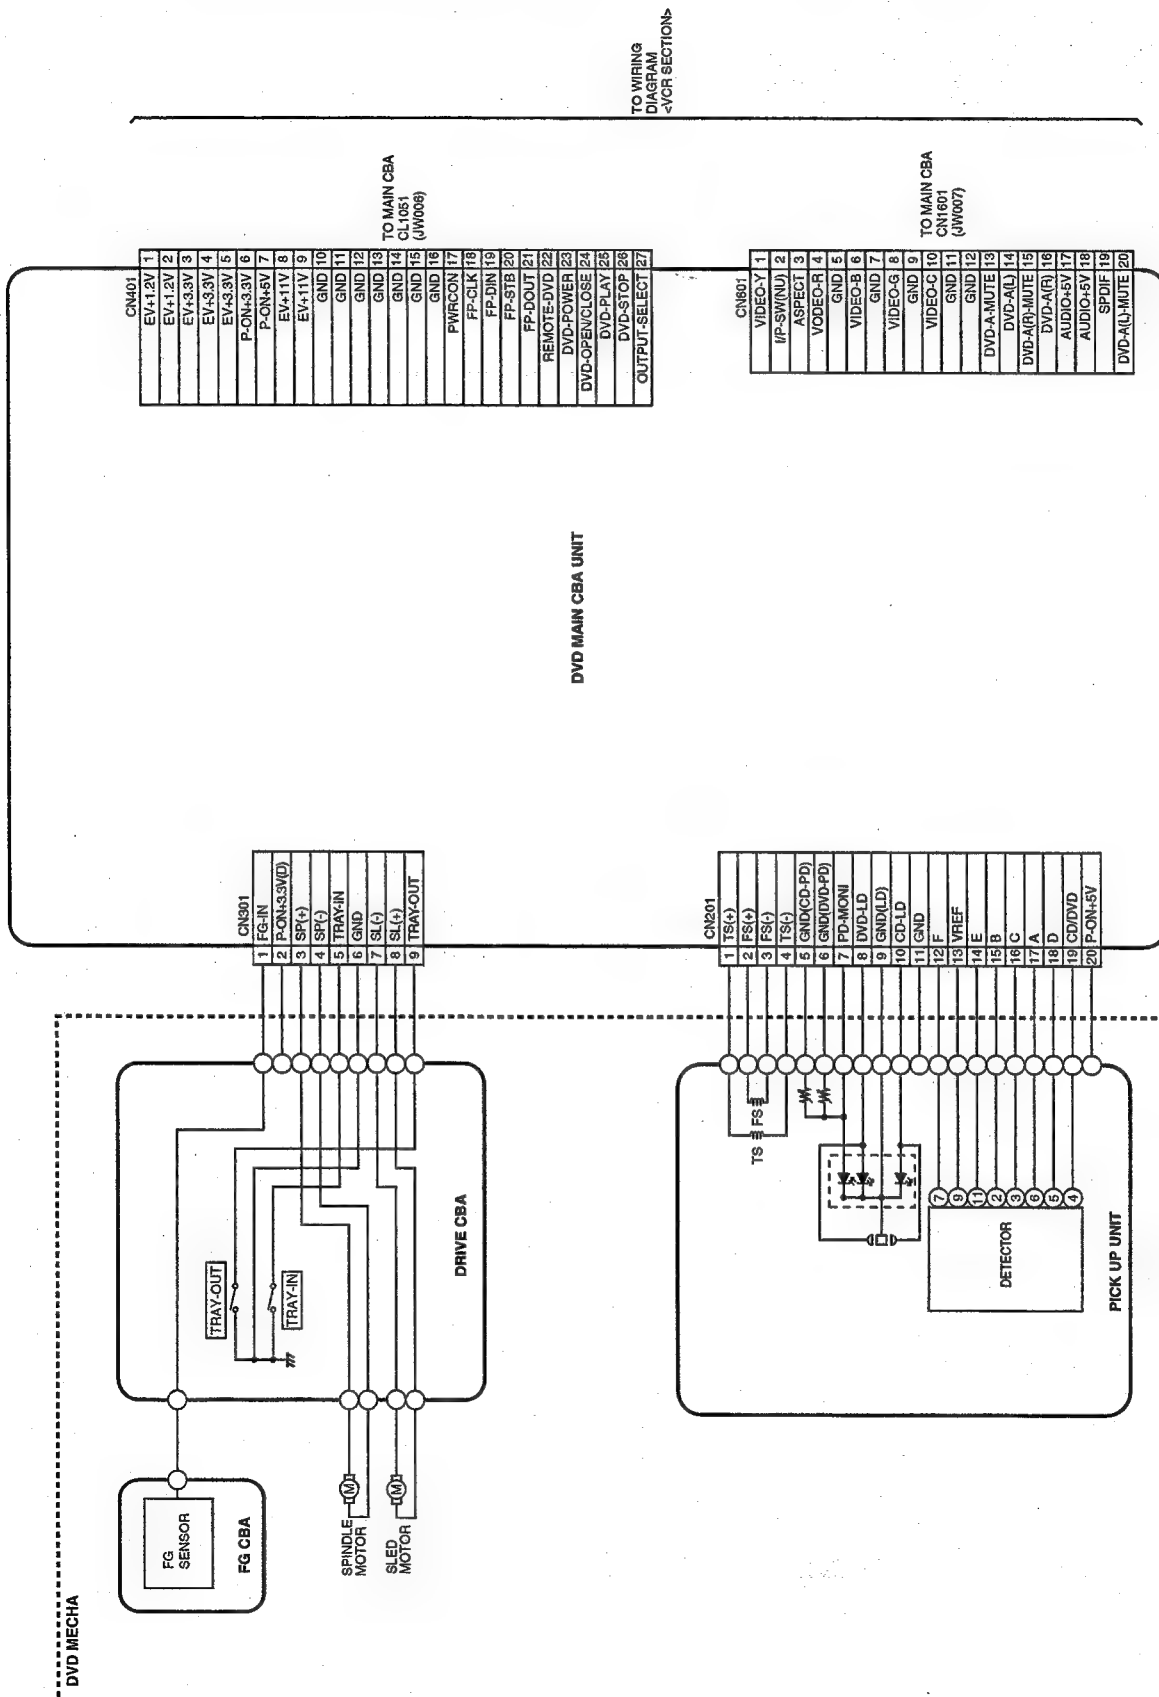 TO WIRING
DIAGRAM
<VCR SECTION>
CN401
EV+1.2V 1
EV+1.2V 2
EV+3.3V 3
EV+3.3V 4
EV+3.3V 5
P-ON+3.3V 6
P-ON+5V 7
EV+11V 8
EV+11V 9
GND 10
GND 11
GND 12
GND 13
GND 14
GND 15
GND 16
PWRCON 17
FP-CLK 18
FP-DIN 19
FP-STB 20
FP-DOUT 21
REMOTE-DVD 22
DVD-POWER 23
DVD-OPEN/CLOSE 24
DVD-PLAY 25
DVD-STOP 26
OUTPUT-SELECT 27
TO MAIN CBA
CL1051
(JW006)
CN601
VIDEO-Y 1
I/P-SW(NU) 2
ASPECT 3
VODEO-R 4
GND 5
VIDEO-B 6
GND 7
VIDEO-G 8
GND 9
VIDEO-C 10
GND 11
GND 12
DVD-A-MUTE 13
DVD-A(L) 14
DVD-A(R)-MUTE 15
DVD-A(R) 16
AUDIO+5V 17
AUDIO+5V 18
SPDIF 19
DVD-A(L)-MUTE 20
TO MAIN CBA
CN1601
(JW007)
DVD MAIN CBA UNIT
CN301
1 FG-IN
2 P-ON+3.3V(D)
3 SP(+)
4 SP(-)
5 TRAY-IN
6 GND
7 SL(-)
8 SL(+)
9 TRAY-OUT
CN201
1 TS(+)
2 FS(+)
3 FS(-)
4 TS(-)
5 GND(CD-PD)
6 GND(DVD-PD)
7 PD-MONI
8 DVD-LD
9 GND(LD)
10 CD-LD
11 GND
12 F
13 VREF
14 E
15 B
16 C
17 A
18 D
19 CD/DVD
20 P-ON+5V
TRAY-OUT
TRAY-IN
DRIVE CBA
TS FS
7
9
11
2
3
6
5
4
DETECTOR
PICK UP UNIT
FG
SENSOR
FG CBA
M
SPINDLE
MOTOR
M
SLED
MOTOR
DVD MECHA